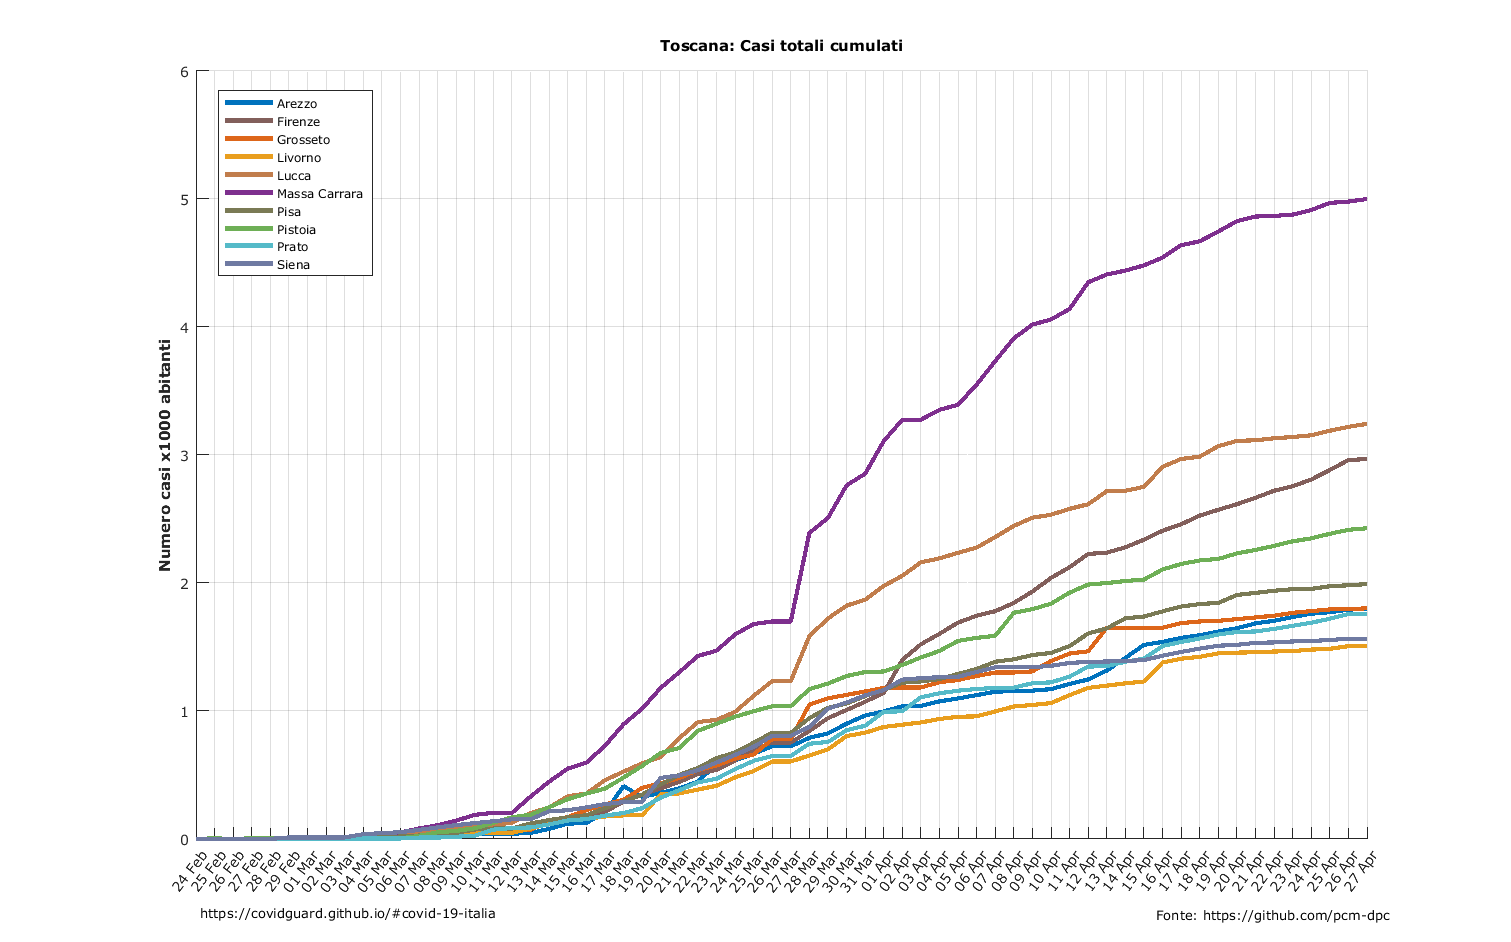 Toscana: Casi totali cumulati
Numero casi x1000 abitanti
6
5
4
3
2
1
0
Arezzo
Firenze
Grosseto
Livorno
Lucca
Massa Carrara
Pisa
Pistoia
Prato
Siena
24 Feb
25 Feb
26 Feb
27 Feb
28 Feb
29 Feb
01 Mar
02 Mar
03 Mar
04 Mar
05 Mar
06 Mar
07 Mar
08 Mar
09 Mar
10 Mar
11 Mar
12 Mar
13 Mar
14 Mar
15 Mar
16 Mar
17 Mar
18 Mar
19 Mar
20 Mar
21 Mar
22 Mar
23 Mar
24 Mar
25 Mar
26 Mar
27 Mar
28 Mar
29 Mar
30 Mar
31 Mar
01 Apr
02 Apr
03 Apr
04 Apr
05 Apr
06 Apr
07 Apr
08 Apr
09 Apr
10 Apr
11 Apr
12 Apr
13 Apr
14 Apr
15 Apr
16 Apr
17 Apr
18 Apr
19 Apr
20 Apr
21 Apr
22 Apr
23 Apr
24 Apr
25 Apr
26 Apr
27 Apr
https://covidguard.github.io/#covid-19-italia
Fonte: https://github.com/pcm-dpc